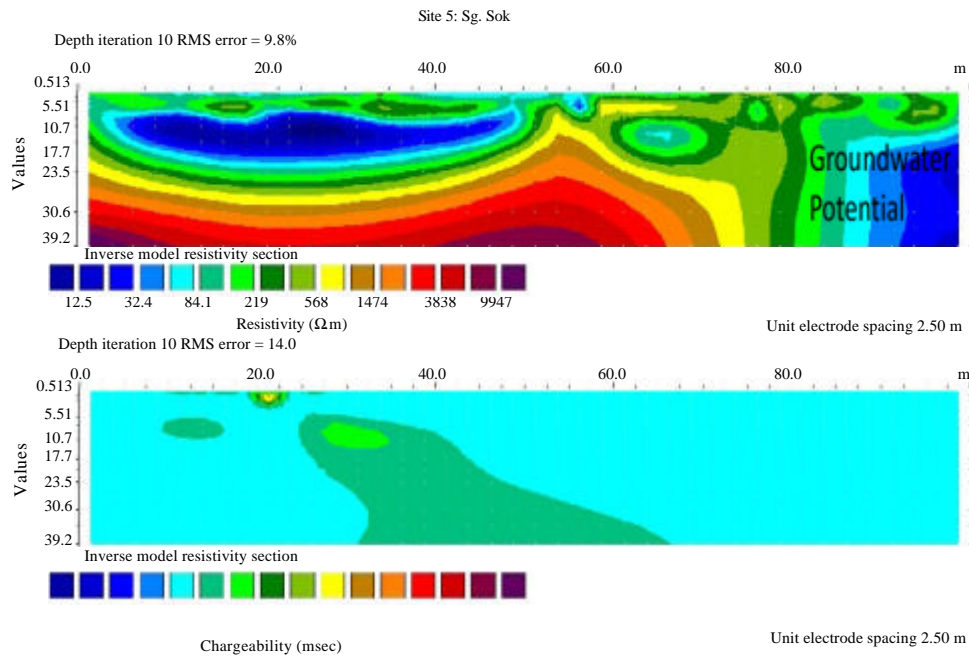 Site 5: Sg. Sok
Depth iteration 10 RMS error = 9.8%
0.0 20.0 40.0 60.0 80.0 m
0.513
5.51
10.7
17.7
23.5
30.6
39.2
Values
Groundwater
Potential
Inverse model resistivity section
12.5 32.4 84.1 219 568 1474 3838 9947
Resistivity (Ωm)
Unit electrode spacing 2.50 m
Depth iteration 10 RMS error = 14.0
0.0 20.0 40.0 60.0 80.0 m
0.513
5.51
10.7
17.7
23.5
30.6
39.2
Values
Inverse model resistivity section
Chargeability (msec)
Unit electrode spacing 2.50 m